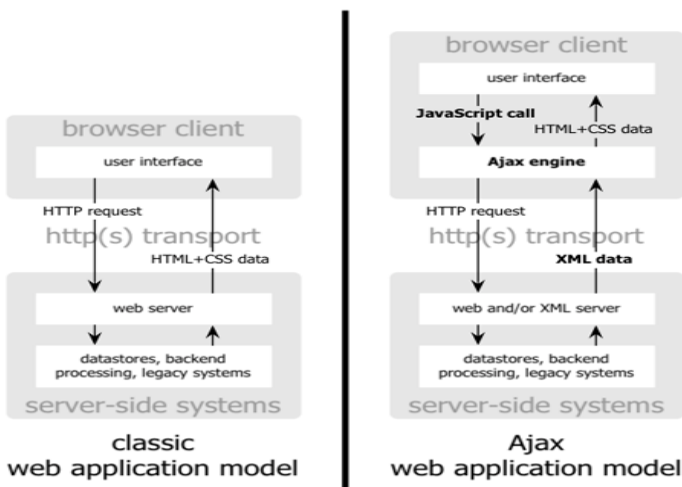 browser client
user interface
HTTP request
http(s) transport
HTML+CSS data
web server
datastores, backend
processing, legacy systems
server-side systems
classic
web application model
browser client
user interface
JavaScript call
HTML+CSS data
Ajax engine
HTTP request
http(s) transport
XML data
web and/or XML server
datastores, backend
processing, legacy systems
server-side systems
Ajax
web application model